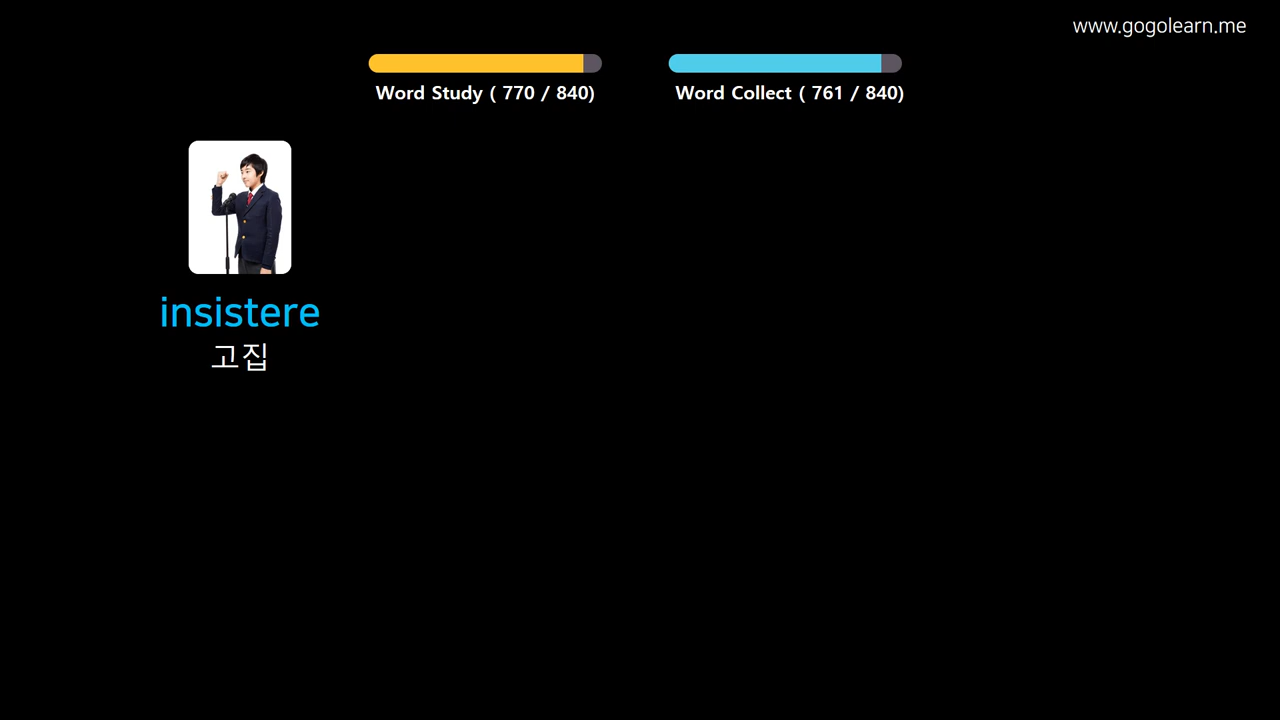 www.gogolearn.me
Word Study ( 770 / 840)
Word Collect ( 761 / 840)
insistere
고집